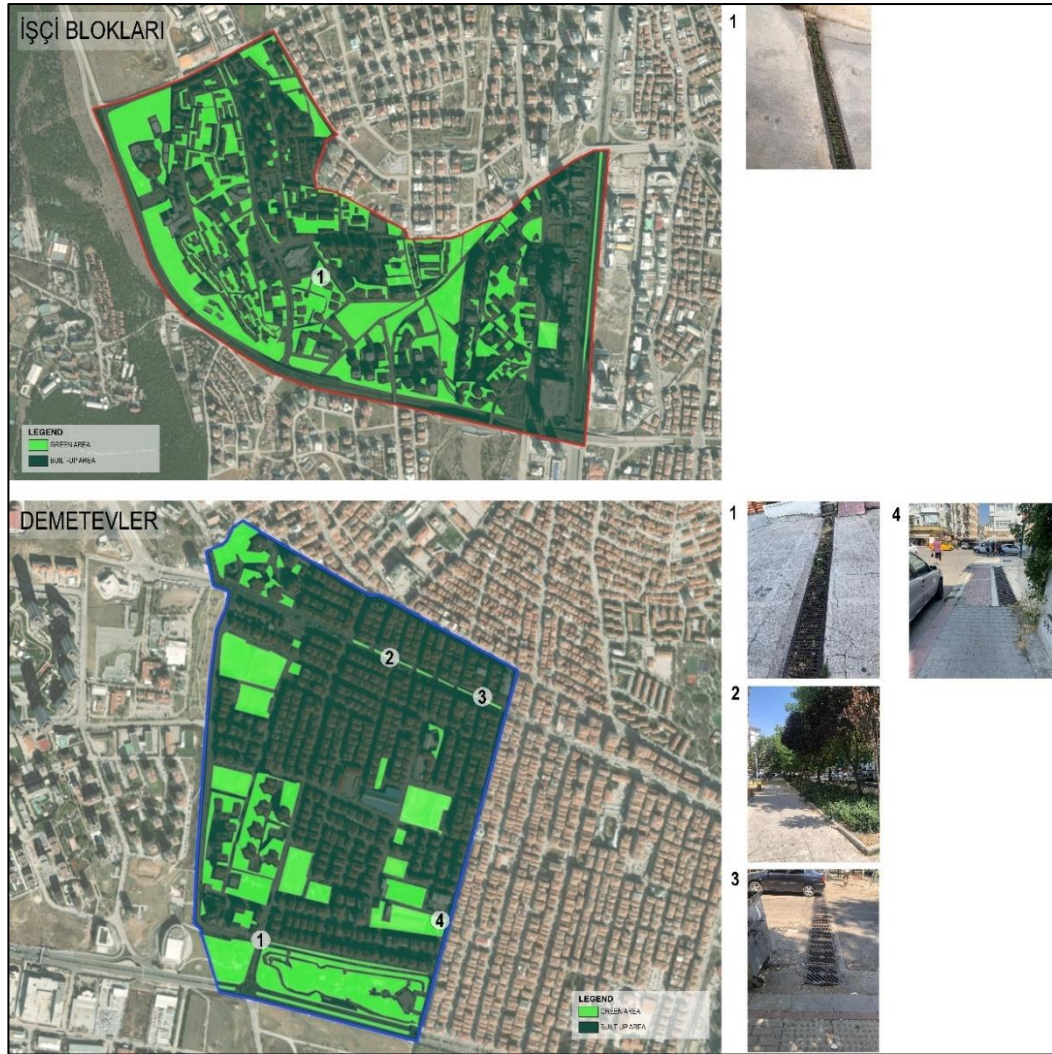 İŞÇİ BLOKLARI
1
1
LEGEND
GREEN AREA
BUILT-UP AREA
DEMETEVLER
1
4
2
3
2
3
4
1
LEGEND
GREEN AREA
BUILT UP AREA